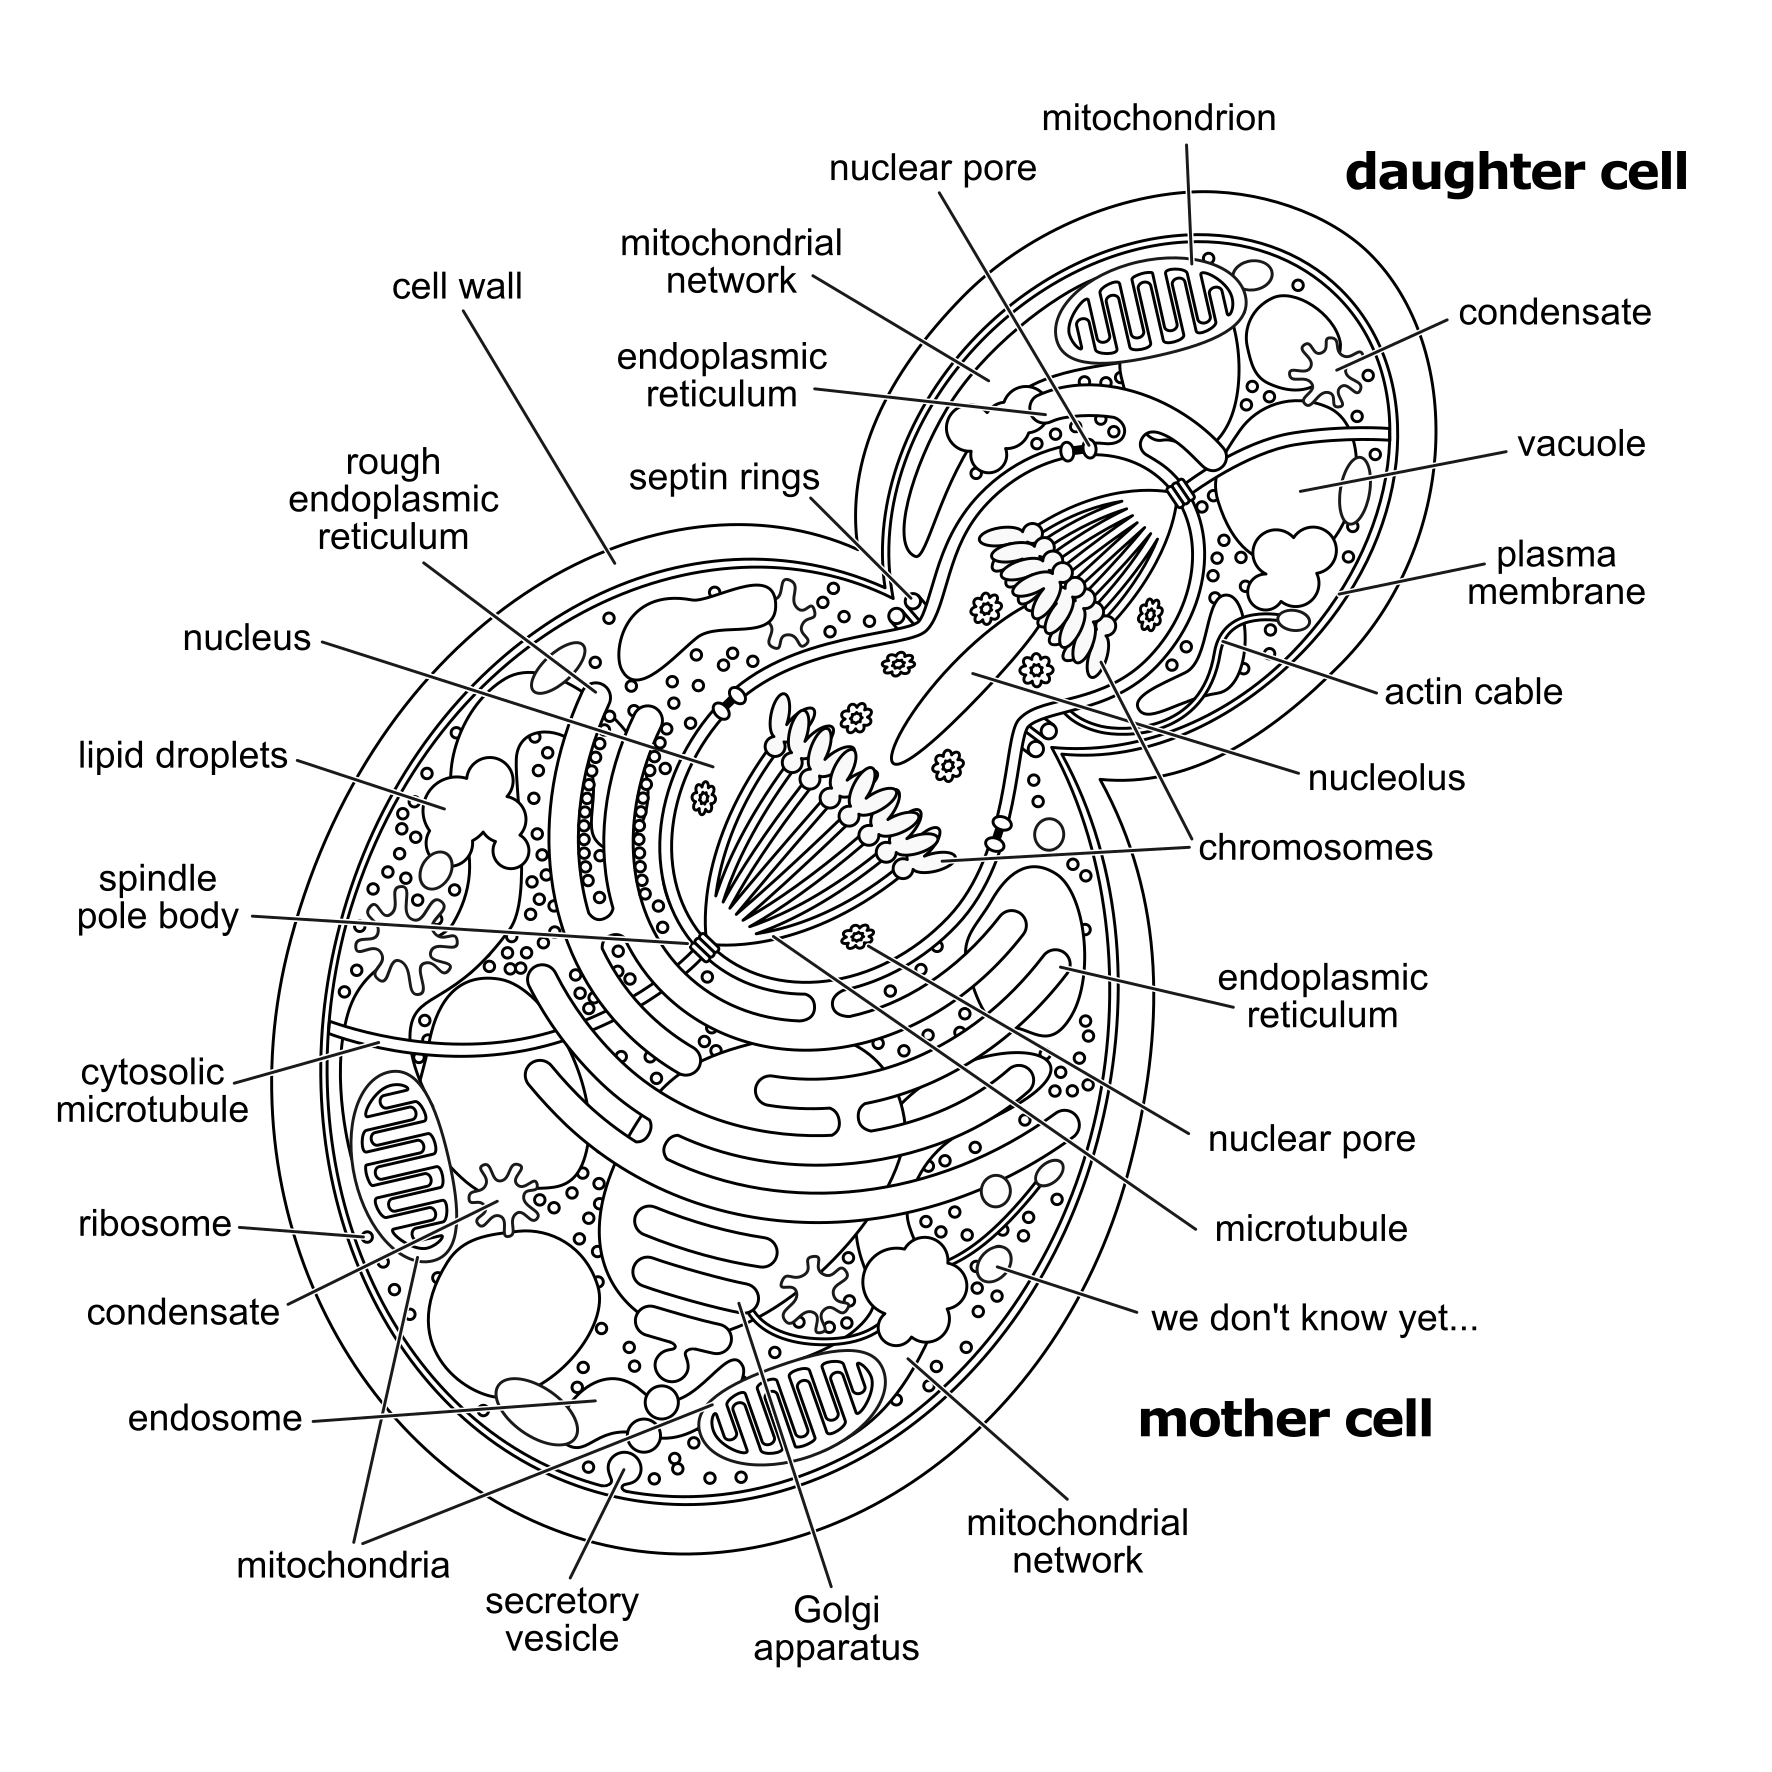 mitochondrion
daughter cell
nuclear pore
mitochondrial
network
cell wall
condensate
endoplasmic
reticulum
vacuole
rough
endoplasmic
reticulum
septin rings
plasma
membrane
nucleus
actin cable
lipid droplets
nucleolus
chromosomes
spindle
pole body
endoplasmic
reticulum
cytosolic
microtubule
nuclear pore
ribosome
microtubule
condensate
we don't know yet...
endosome
mother cell
mitochondrial
network
mitochondria
secretory
vesicle
Golgi
apparatus